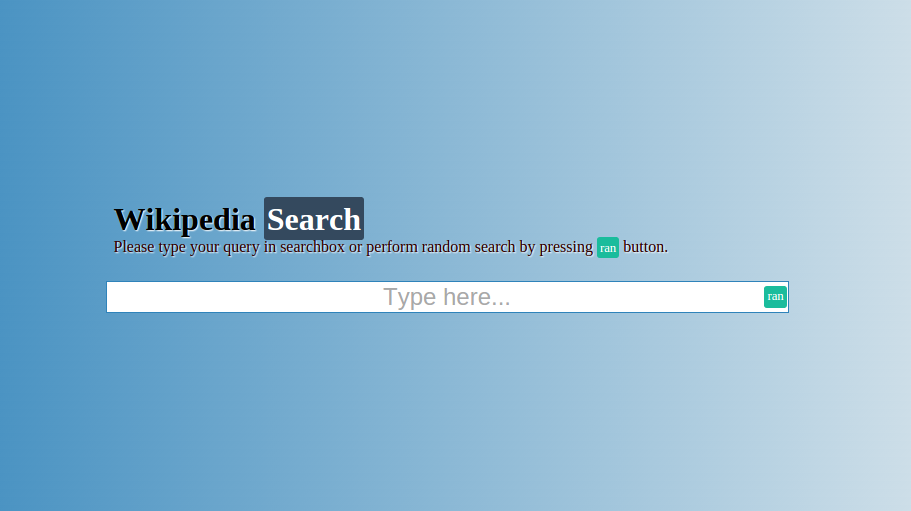 Wikipedia Search
Please type your query in searchbox or perform random search by pressing ran button.
Type here... ran